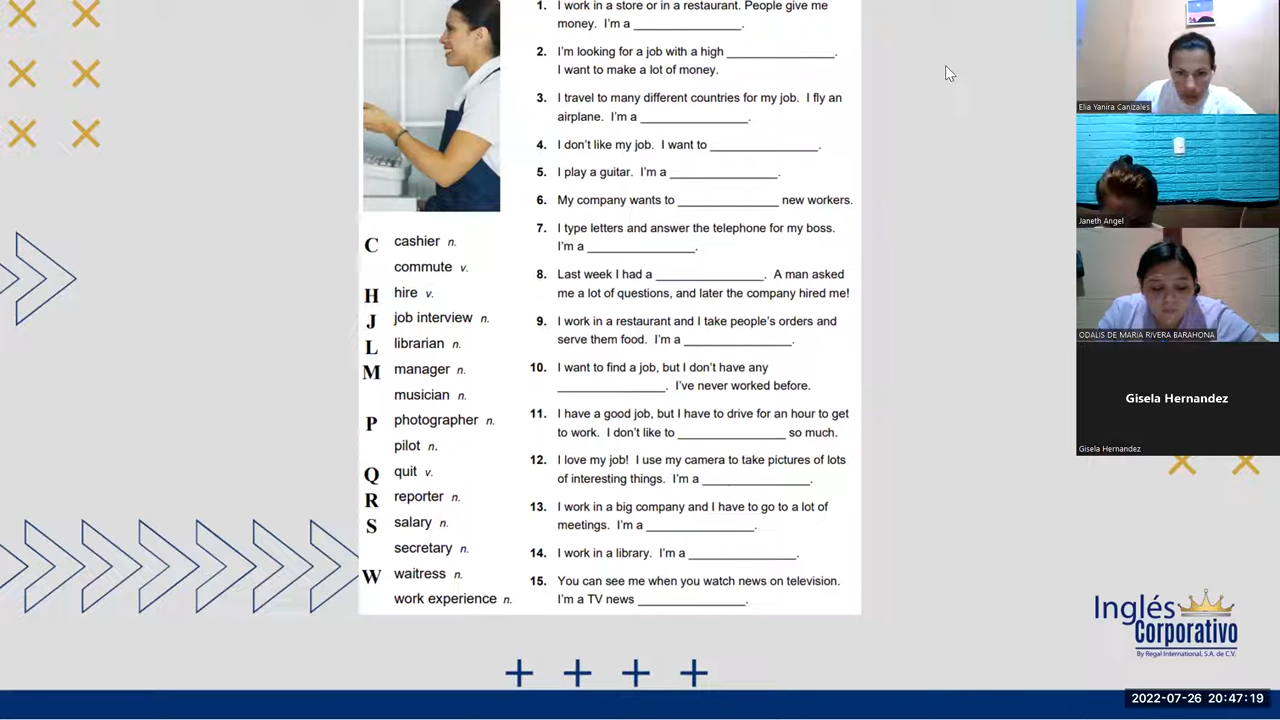 1. I work in a store or in a restaurant. People give me
money. I'm a ________________.
2. I'm looking for a job with a high ________________.
I want to make a lot of money.
3. I travel to many different countries for my job. I fly an
airplane. I'm a ________________.
4. I don't like my job. I want to ________________.
5. I play a guitar. I'm a ________________.
6. My company wants to _______________ new workers.
7. I type letters and answer the telephone for my boss.
I'm a ________________.
8. Last week I had a ________________. A man asked
me a lot of questions, and later the company hired me!
9. I work in a restaurant and I take people's orders and
serve them food. I'm a ________________.
10. I want to find a job, but I don't have any
________________. I've never worked before.
11. I have a good job, but I have to drive for an hour to get
to work. I don't like to ________________ so much.
12. I love my job! I use my camera to take pictures of lots
of interesting things. I'm a ________________.
13. I work in a big company and I have to go to a lot of
meetings. I'm a ________________.
14. I work in a library. I'm a ________________.
15. You can see me when you watch news on television.
I'm a TV news ________________.
C cashier n.
commute v.
H hire v.
J job interview n.
L librarian n.
M manager n.
musician n.
P photographer n.
pilot n.
Q quit v.
R reporter n.
S salary n.
secretary n.
W waitress n.
work experience n.
Elia Yanira Canizales
Janeth Angel
ODALIS DE MARIA RIVERA BARAHONA
Gisela Hernandez
Gisela Hernandez
Inglés
Corporativo
Inglés
Corporativo
By Regal International, S.A. de C.V.
2022-07-26 20:47:19